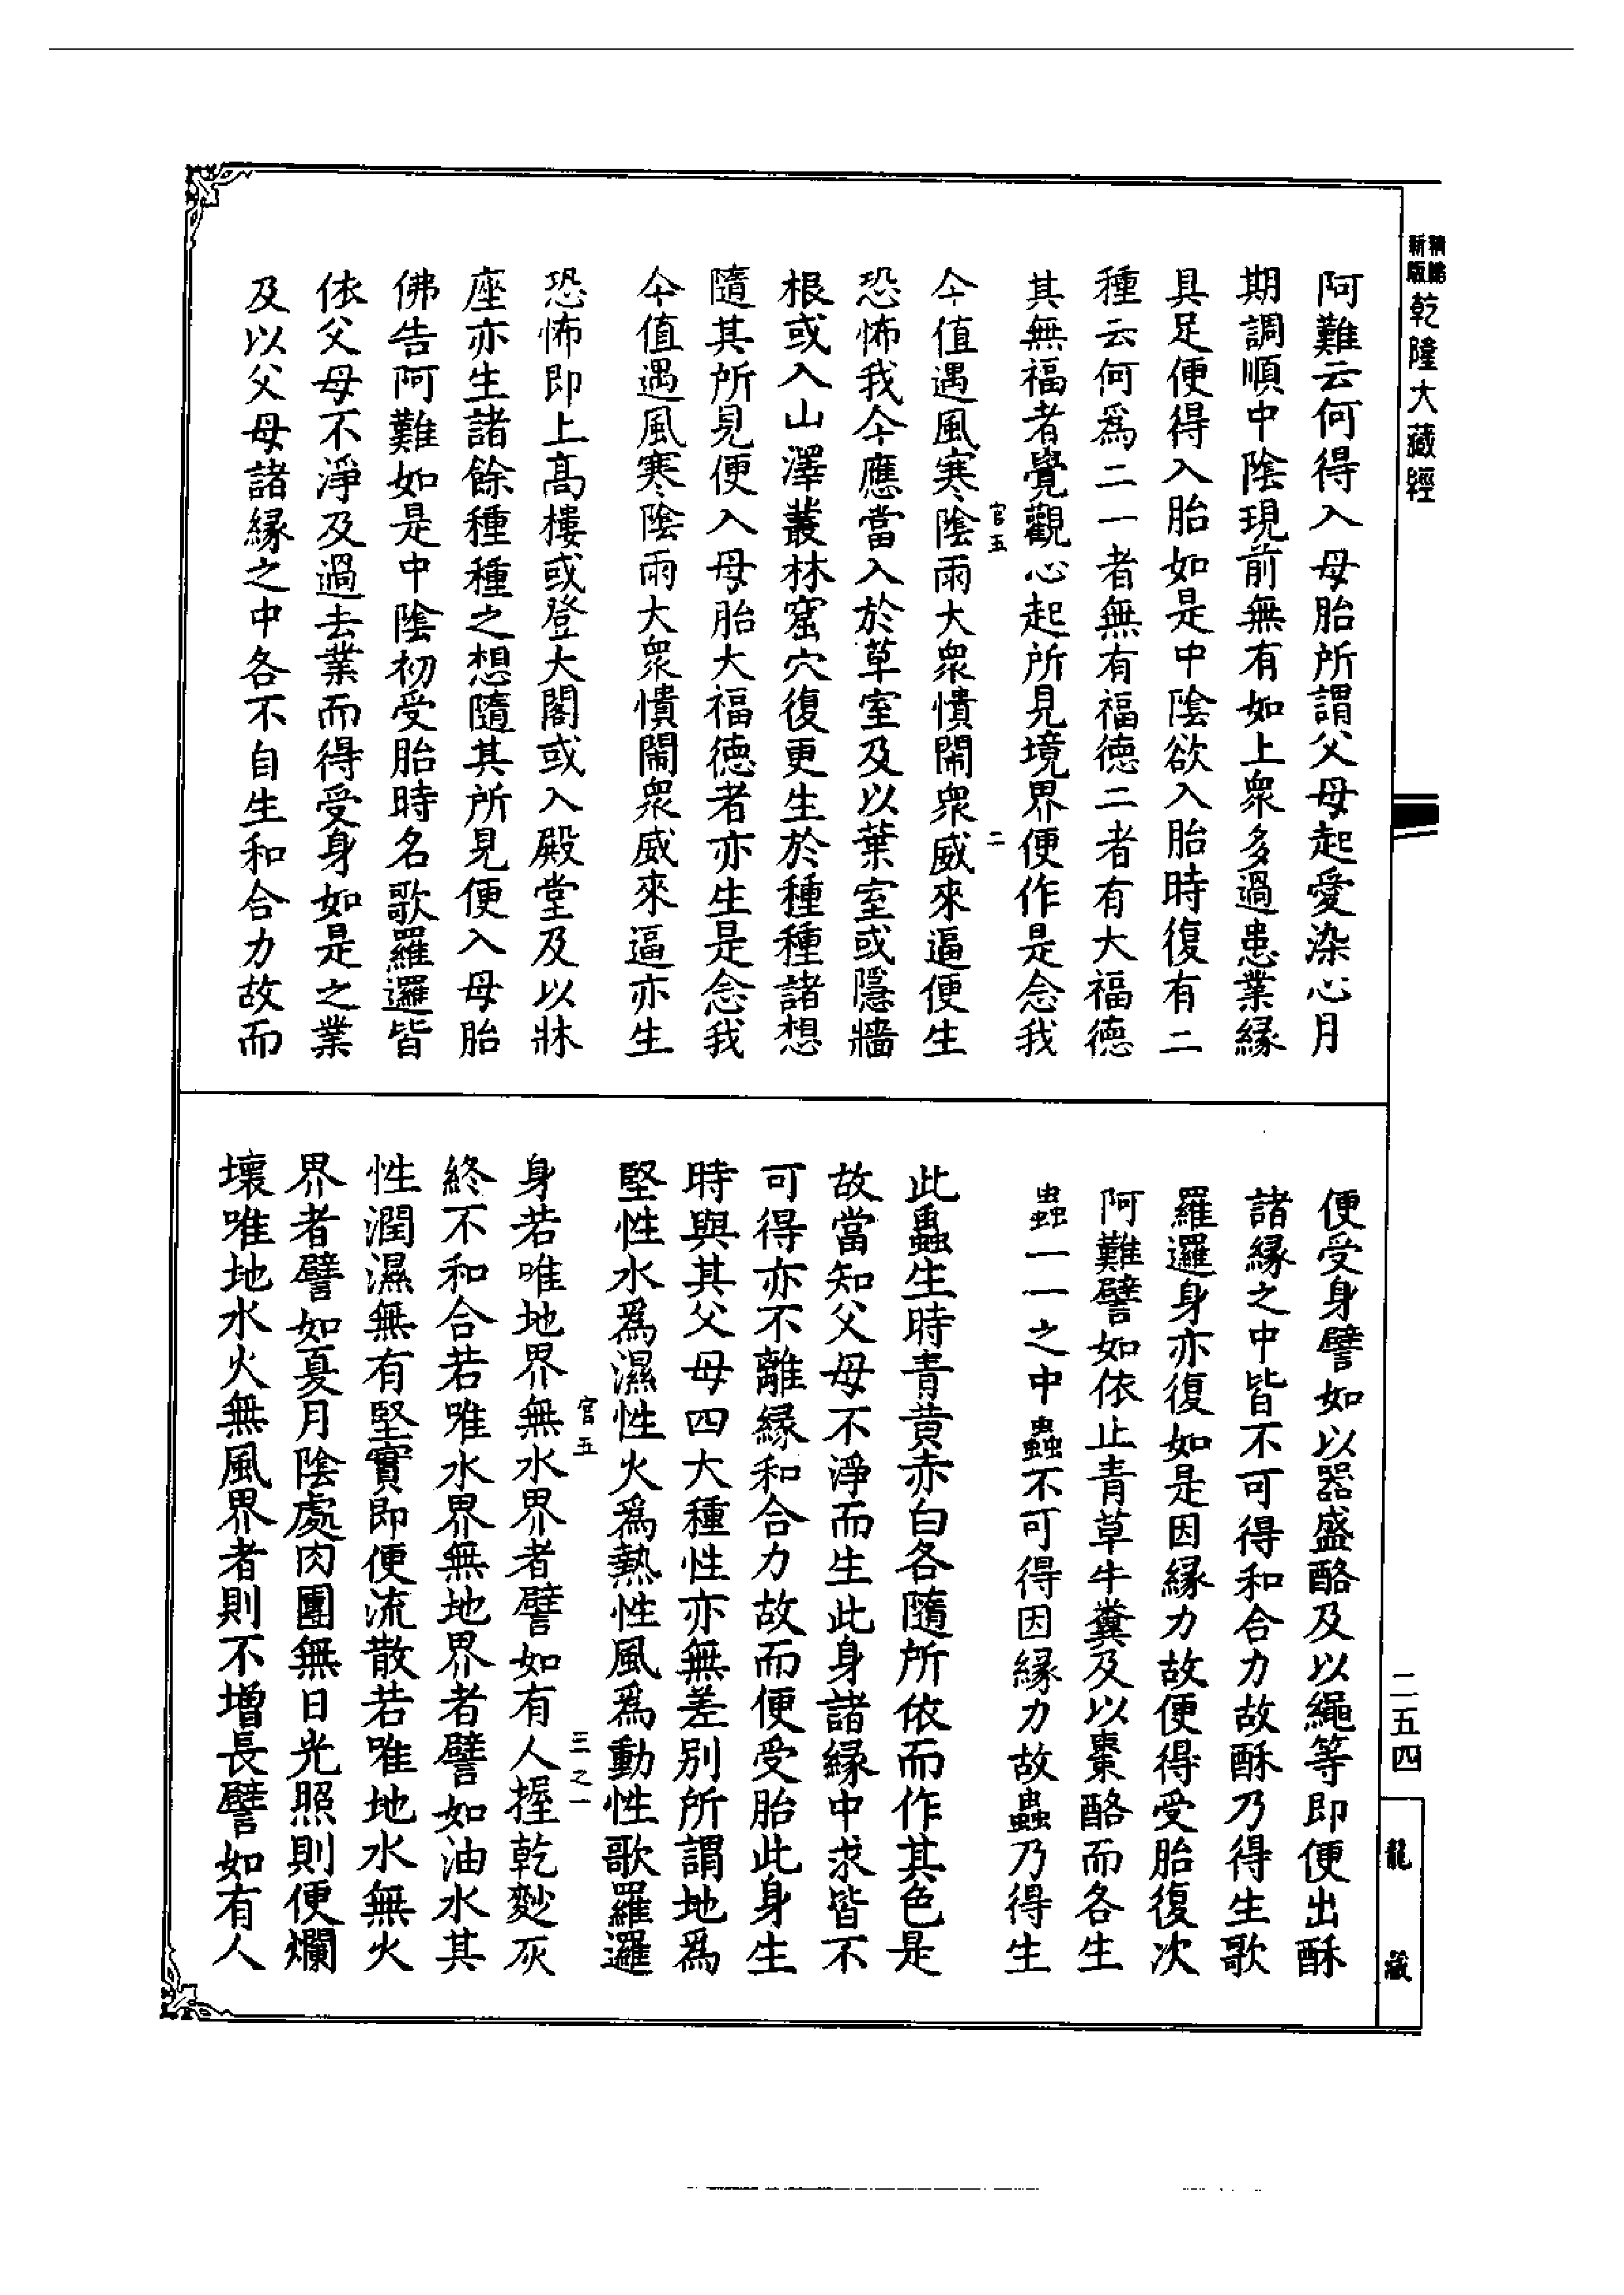 精縮新版乾隆大藏經
阿難云何得入母胎所謂父母起愛染心月
期調順中陰現前無有如上衆多過患業緣
具足便得入胎如是中陰欲入胎時復有二
種云何爲二一者無有福德二者有大福德
其無福者覺觀心起所見境界便作是念我
官五 二
今值遇風寒陰雨大衆憒鬧衆威來逼便生
恐怖我今應當入於草室及以葉室或隱牆
根或入山澤叢林窟穴復更生於種種諸想
隨其所見便入母胎大福德者亦生是念我
今值遇風寒陰雨大衆憒鬧衆威來逼亦生
恐怖即上高樓或登大閣或入殿堂及以牀
座亦生諸餘種種之想隨其所見便入母胎
佛告阿難如是中陰初受胎時名歌羅邏皆
依父母不淨及過去業而得受身如是之業
及以父母諸緣之中各不自生和合力故而
便受身譬如以器盛酪及以繩等即便出酥
諸緣之中皆不可得和合力故酥乃得生歌
羅邏身亦復如是因緣力故便得受胎復次
阿難譬如依止青草牛糞及以棗酪而各生
蟲一一之中蟲不可得因緣力故蟲乃得生
此蟲生時青黄赤白各隨所依而作其色是
故當知父母不淨而生此身諸緣中求皆不
可得亦不離緣和合力故而便受胎此身生
時與其父母四大種性亦無差别所謂地爲
堅性水爲濕性火爲熱性風爲動性歌羅邏
官五 三之一
身若唯地界無水界者譬如有人握乾麨灰
終不和合若唯水界無地界者譬如油水其
性潤濕無有堅實即便流散若唯地水無火
界者譬如夏月陰處肉團無日光照則便爛
壞唯地水火無風界者則不增長譬如有人
二五四
龍藏